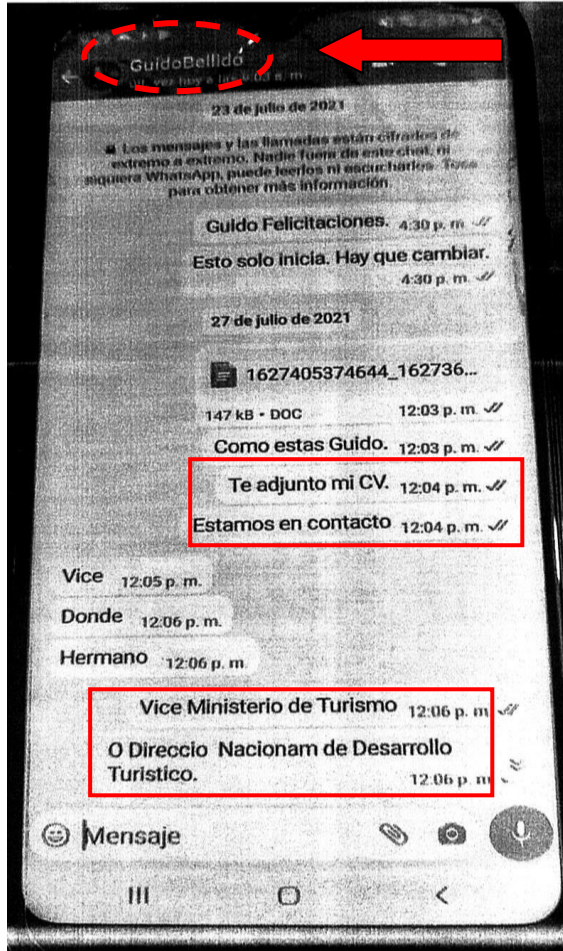 GuidoBellido
23 de julio de 2021
Los mensajes y las llamadas están cifrados de
extremo a extremo. Nadie fuera de este chat, ni
siquiera WhatsApp, puede leerlos ni escucharlos. Toca
para obtener más información
Guido Felicitaciones. 4:30 p. m.
Esto solo inicia. Hay que cambiar.
4:30 p. m.
27 de julio de 2021
1627405374644_162736...
147 kB • DOC 12:03 p. m.
Como estas Guido. 12:03 p. m.
Te adjunto mi CV. 12:04 p. m.
Estamos en contacto 12:04 p. m.
Vice 12:05 p. m.
Donde 12:06 p. m.
Hermano 12:06 p. m.
Vice Ministerio de Turismo 12:06 p. m
O Direccio Nacionam de Desarrollo
Turistico. 12:06 p. m
Mensaje